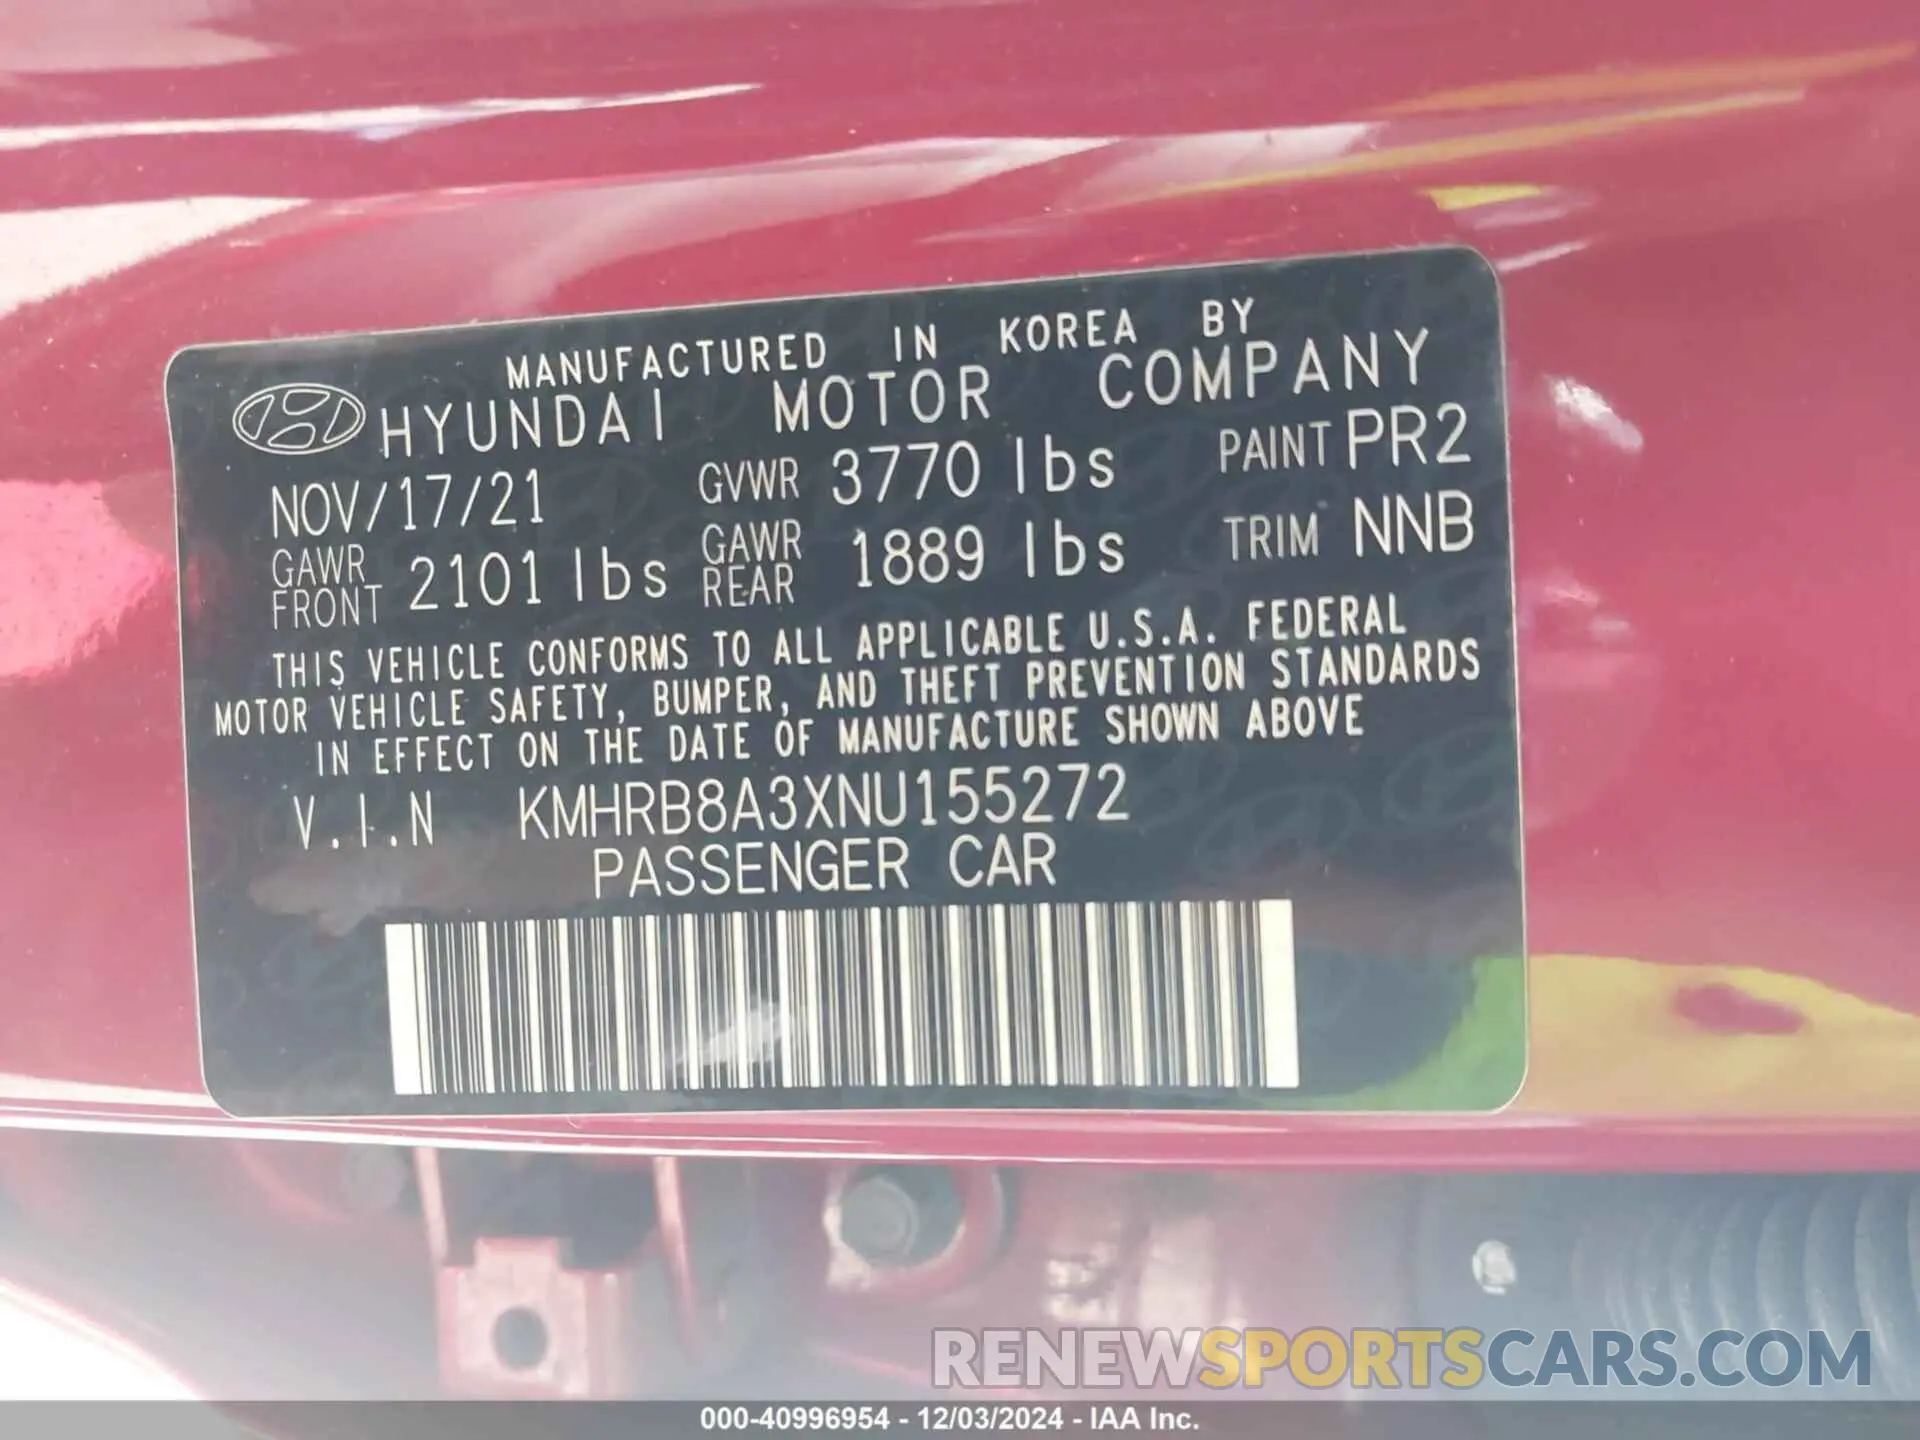 MANUFACTURED IN KOREA BY
HYUNDAI MOTOR COMPANY
NOV/17/21 GVWR 3770 lbs PAINT PR2
GAWR FRONT 2101 lbs GAWR REAR 1889 lbs TRIM NNB
THIS VEHICLE CONFORMS TO ALL APPLICABLE U.S.A. FEDERAL
MOTOR VEHICLE SAFETY, BUMPER, AND THEFT PREVENTION STANDARDS
IN EFFECT ON THE DATE OF MANUFACTURE SHOWN ABOVE
V.I.N KMHRB8A3XNU155272
PASSENGER CAR
RENEWSPORTSCARS.COM
000-40996954 - 12/03/2024 - IAA Inc.